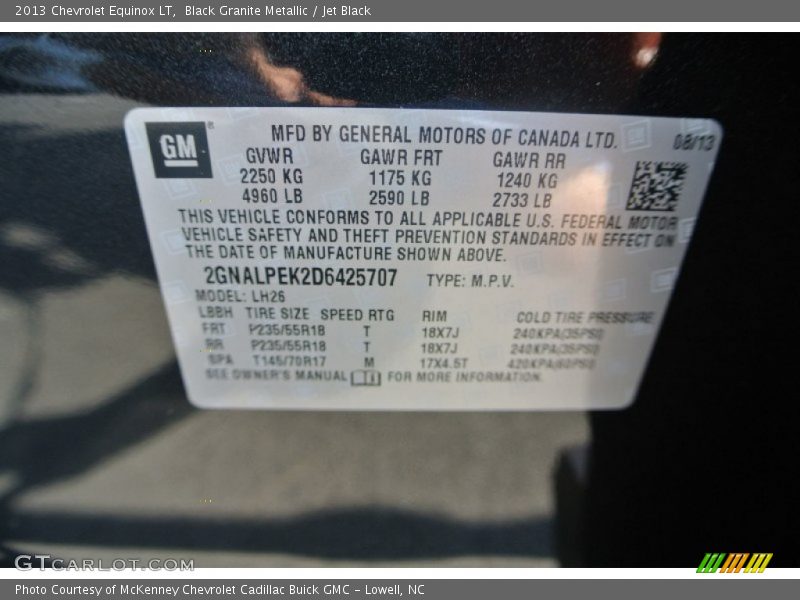 2013 Chevrolet Equinox LT, Black Granite Metallic / Jet Black
GM
MFD BY GENERAL MOTORS OF CANADA LTD. 08/13
GVWR GAWR FRT GAWR RR
2250 KG 1175 KG 1240 KG
4960 LB 2590 LB 2733 LB
THIS VEHICLE CONFORMS TO ALL APPLICABLE U.S. FEDERAL MOTOR
VEHICLE SAFETY AND THEFT PREVENTION STANDARDS IN EFFECT ON
THE DATE OF MANUFACTURE SHOWN ABOVE.
2GNALPEK2D6425707 TYPE: M.P.V.
MODEL: LH26
LBBH TIRE SIZE SPEED RTG RIM COLD TIRE PRESSURE
FRT P235/55R18 T 18X7J 240KPA(35PSI)
RR P235/55R18 T 18X7J 240KPA(35PSI)
SPA T145/70R17 M 17X4.5T 420KPA(60PSI)
SEE OWNER'S MANUAL FOR MORE INFORMATION.
GTCARLOT.COM
Photo Courtesy of McKenney Chevrolet Cadillac Buick GMC - Lowell, NC